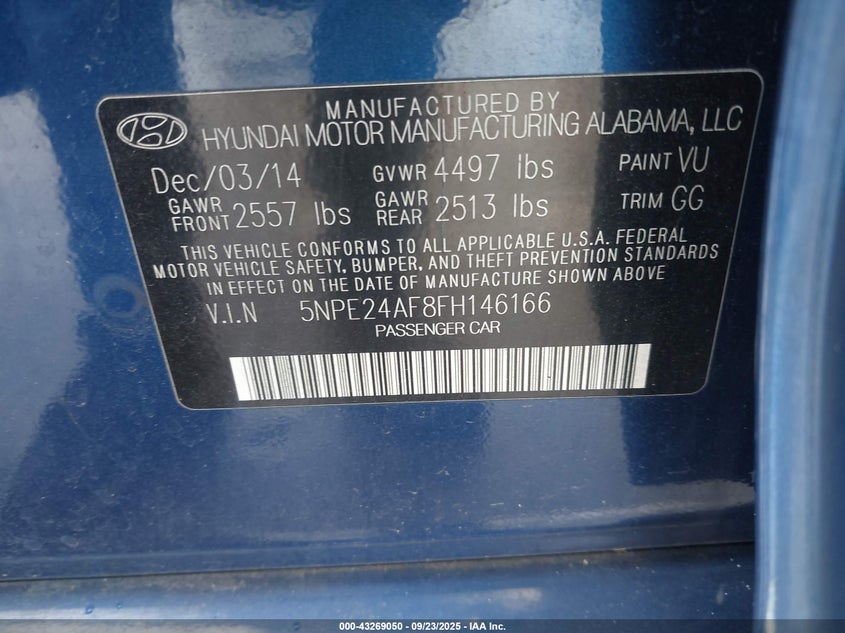 MANUFACTURED BY
HYUNDAI MOTOR MANUFACTURING ALABAMA, LLC
Dec/03/14 GVWR 4497 lbs PAINT VU
GAWR FRONT 2557 lbs GAWR REAR 2513 lbs TRIM GG
THIS VEHICLE CONFORMS TO ALL APPLICABLE U.S.A. FEDERAL
MOTOR VEHICLE SAFETY, BUMPER, AND THEFT PREVENTION STANDARDS
IN EFFECT ON THE DATE OF MANUFACTURE SHOWN ABOVE
V.I.N 5NPE24AF8FH146166
PASSENGER CAR
000-43269050 - 09/23/2025 - IAA Inc.